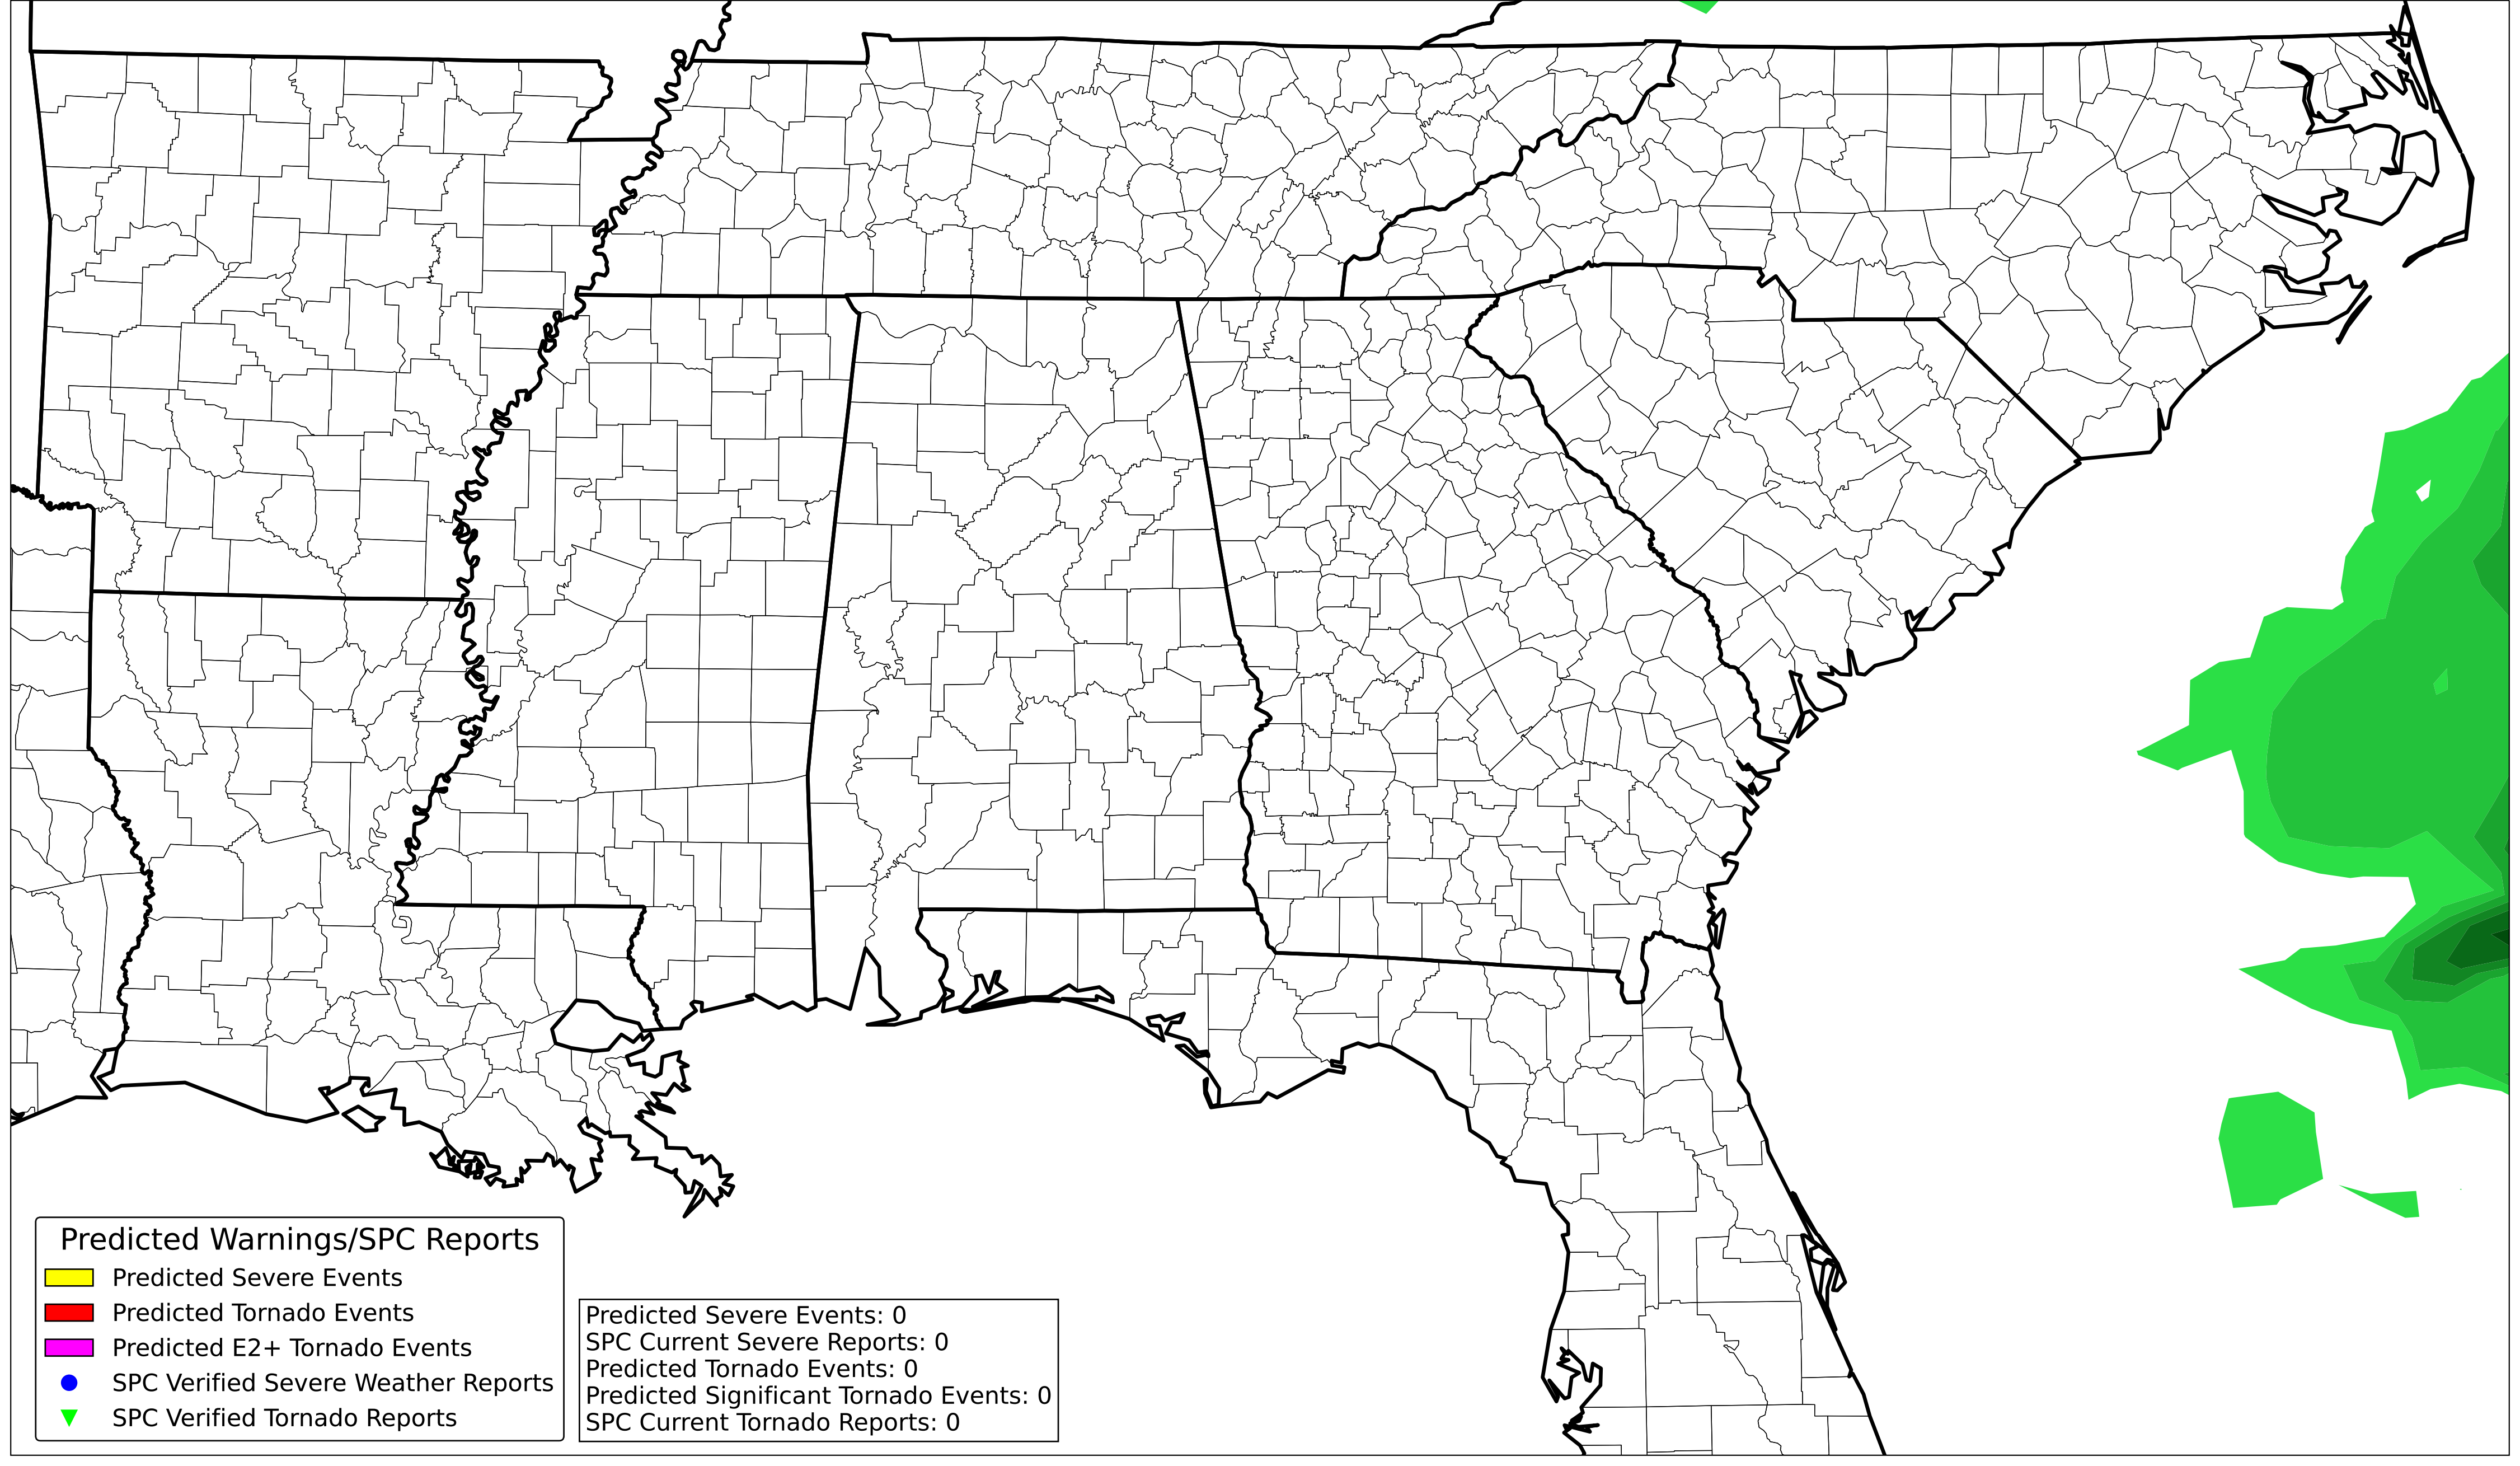 Predicted Warnings/SPC Reports
Predicted Severe Events
Predicted Tornado Events
Predicted E2+ Tornado Events
SPC Verified Severe Weather Reports
SPC Verified Tornado Reports
Predicted Severe Events: 0
SPC Current Severe Reports: 0
Predicted Tornado Events: 0
Predicted Significant Tornado Events: 0
SPC Current Tornado Reports: 0